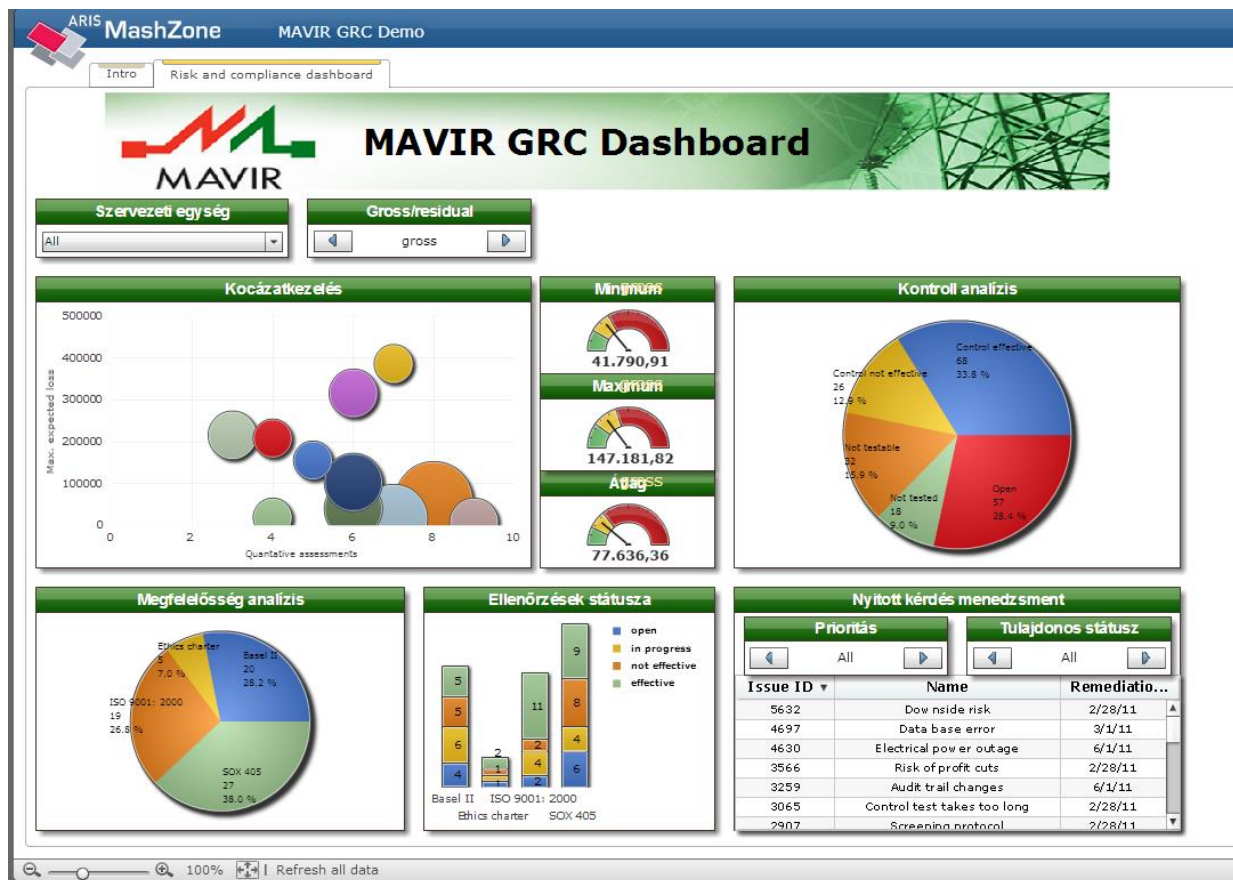 ARIS MashZone MAVIR GRC Demo
Intro Risk and compliance dashboard
MAVIR
MAVIR GRC Dashboard
Szervezeti egység
All
Gross/residual
gross
Kocázatkezelés
Max. expected loss
500000
400000
300000
200000
100000
0
0 2 4 6 8 10
Quantative assessments
Minimum
gross
41.790,91
Maximum
gross
147.181,82
Átlag
gross
77.636,36
Kontroll analízis
Control effective
68
33.8 %
Control not effective
26
12.9 %
Not testable
32
15.9 %
Not tested
18
9.0 %
Open
57
28.4 %
Megfelelősség analízis
Ethics charter
5
7.0 %
Basel II
20
28.2 %
ISO 9001: 2000
19
26.8 %
SOX 405
27
38.0 %
Ellenőrzések státusza
open
in progress
not effective
effective
5
5
6
4
2
1
1
11
2
4
2
9
8
4
6
Basel II ISO 9001: 2000
Ethics charter SOX 405
Nyitott kérdés menedzsment
Prioritás
All
Tulajdonos státusz
All
Issue ID Name Remediatio...
5632 Dow nside risk 2/28/11
4697 Data base error 3/1/11
4630 Electrical pow er outage 6/1/11
3566 Risk of profit cuts 2/28/11
3259 Audit trail changes 6/1/11
3065 Control test takes too long 2/28/11
2907 Screening protocol 2/28/11
100% Refresh all data